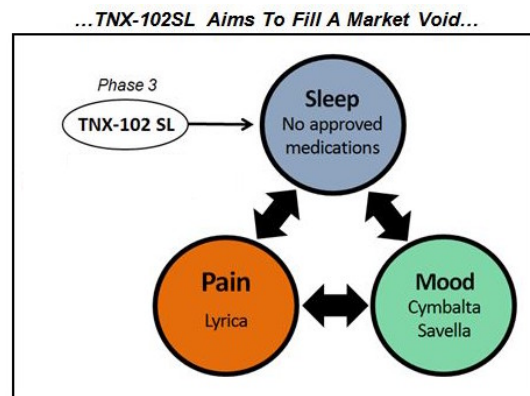 ...TNX-102SL Aims To Fill A Market Void...
Phase 3
TNX-102 SL
Sleep
No approved
medications
Pain
Lyrica
Mood
Cymbalta
Savella